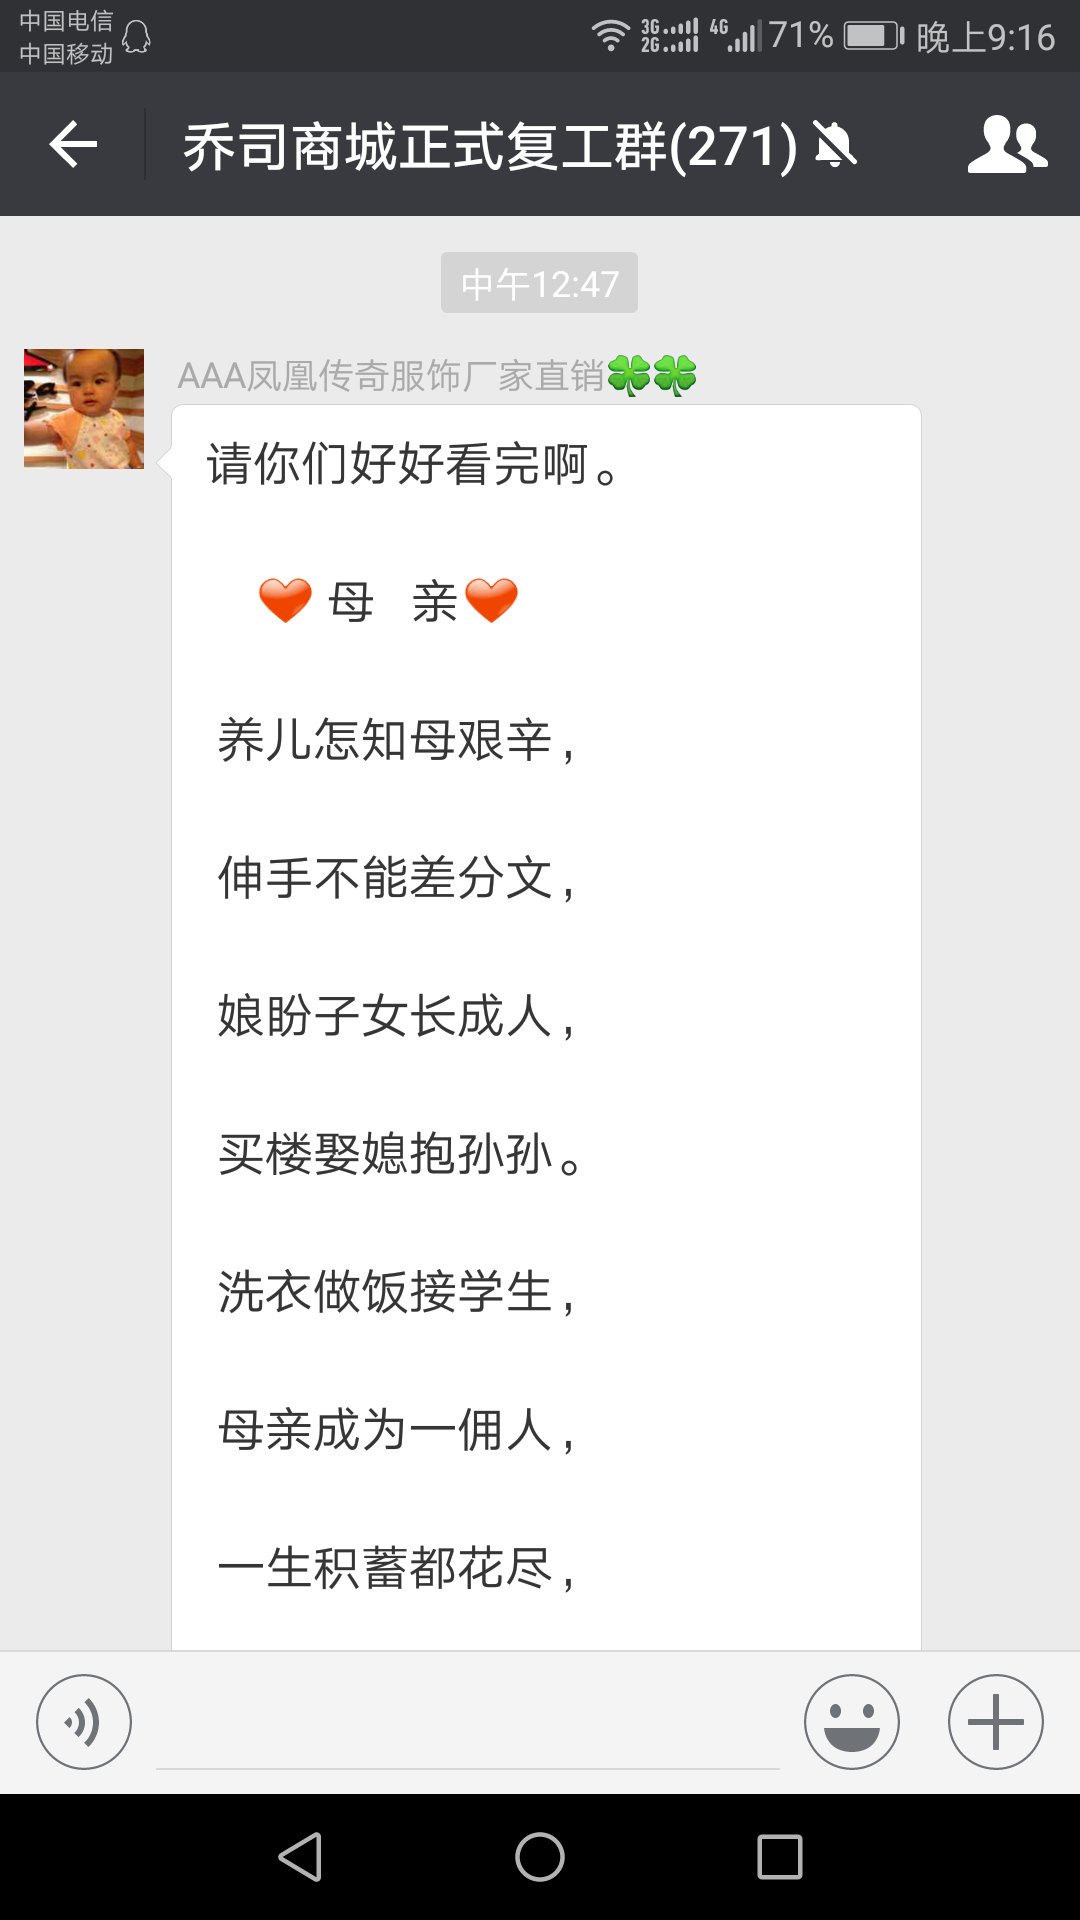 中国电信
中国移动
3G
2G
4G
71%
晚上9:16
乔司商城正式复工群(271)
中午12:47
AAA凤凰传奇服饰厂家直销🍀🍀
请你们好好看完啊。
❤母 亲❤
养儿怎知母艰辛,
伸手不能差分文,
娘盼子女长成人,
买楼娶媳抱孙孙。
洗衣做饭接学生,
母亲成为一佣人,
一生积蓄都花尽,